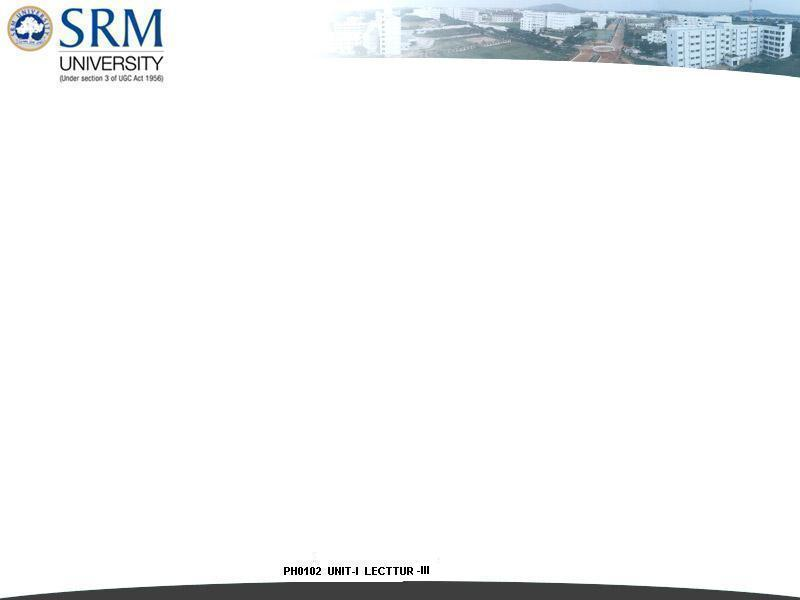 SRM
UNIVERSITY
(Under section 3 of UGC Act 1956)
PH0102 UNIT-I LECTTUR -III